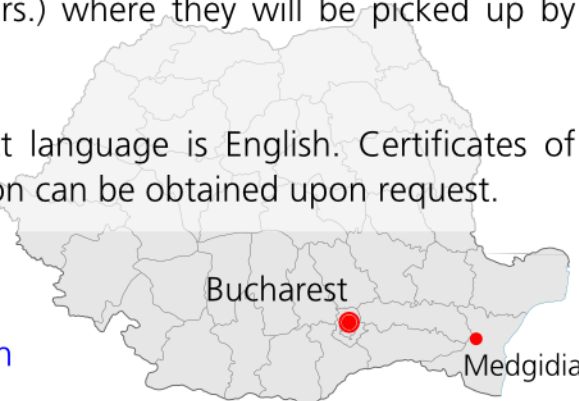 rs.) where they will be picked up by
t language is English. Certificates of
on can be obtained upon request.
Bucharest
n
Medgidia